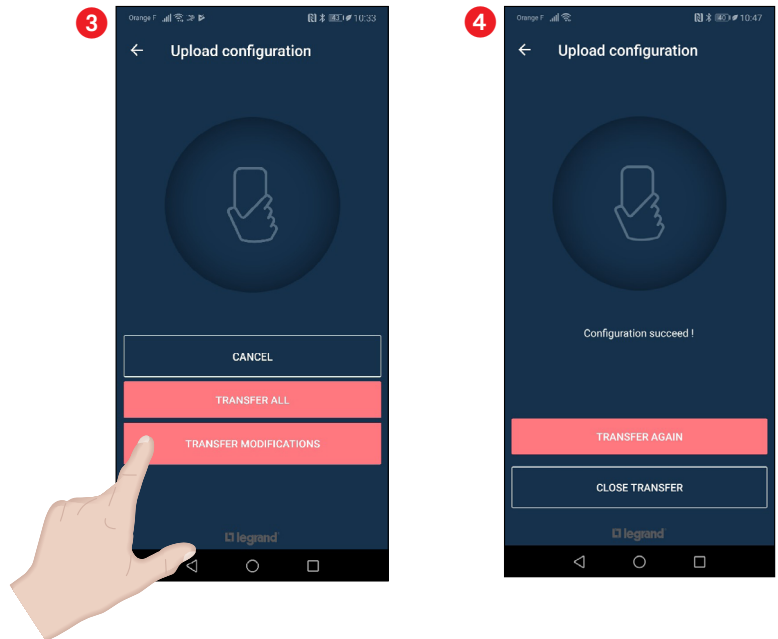 3
Orange F 10:33
Upload configuration
CANCEL
TRANSFER ALL
TRANSFER MODIFICATIONS
legrand
4
Orange F 10:47
Upload configuration
Configuration succeed !
TRANSFER AGAIN
CLOSE TRANSFER
legrand